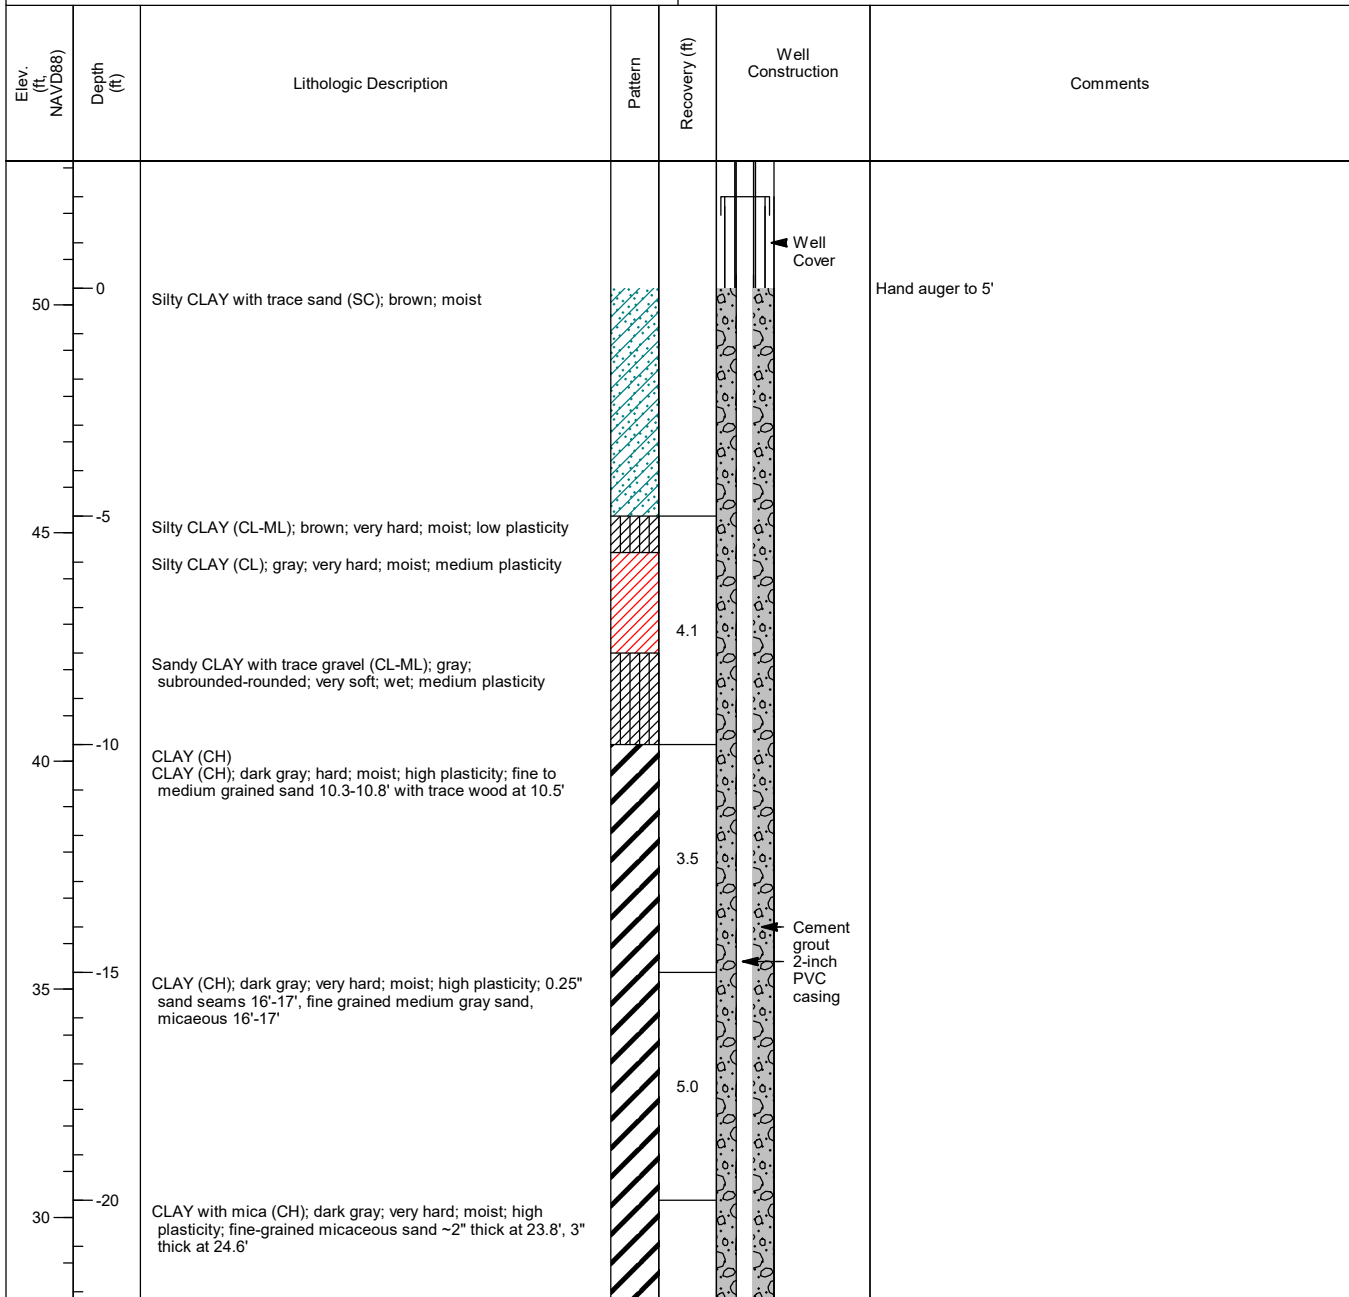 Elev.
(ft,
NAVD88)
Depth
(ft)
Lithologic Description
Pattern
Recovery (ft)
Well
Construction
Comments
Well
Cover
0
50
Silty CLAY with trace sand (SC); brown; moist
Hand auger to 5'
-5
45
Silty CLAY (CL-ML); brown; very hard; moist; low plasticity
Silty CLAY (CL); gray; very hard; moist; medium plasticity
4.1
Sandy CLAY with trace gravel (CL-ML); gray;
subrounded-rounded; very soft; wet; medium plasticity
-10
40
CLAY (CH)
CLAY (CH); dark gray; hard; moist; high plasticity; fine to
medium grained sand 10.3-10.8' with trace wood at 10.5'
3.5
Cement
grout
2-inch
PVC
casing
-15
35
CLAY (CH); dark gray; very hard; moist; high plasticity; 0.25"
sand seams 16'-17', fine grained medium gray sand,
micaeous 16'-17'
5.0
-20
30
CLAY with mica (CH); dark gray; very hard; moist; high
plasticity; fine-grained micaceous sand ~2" thick at 23.8', 3"
thick at 24.6'